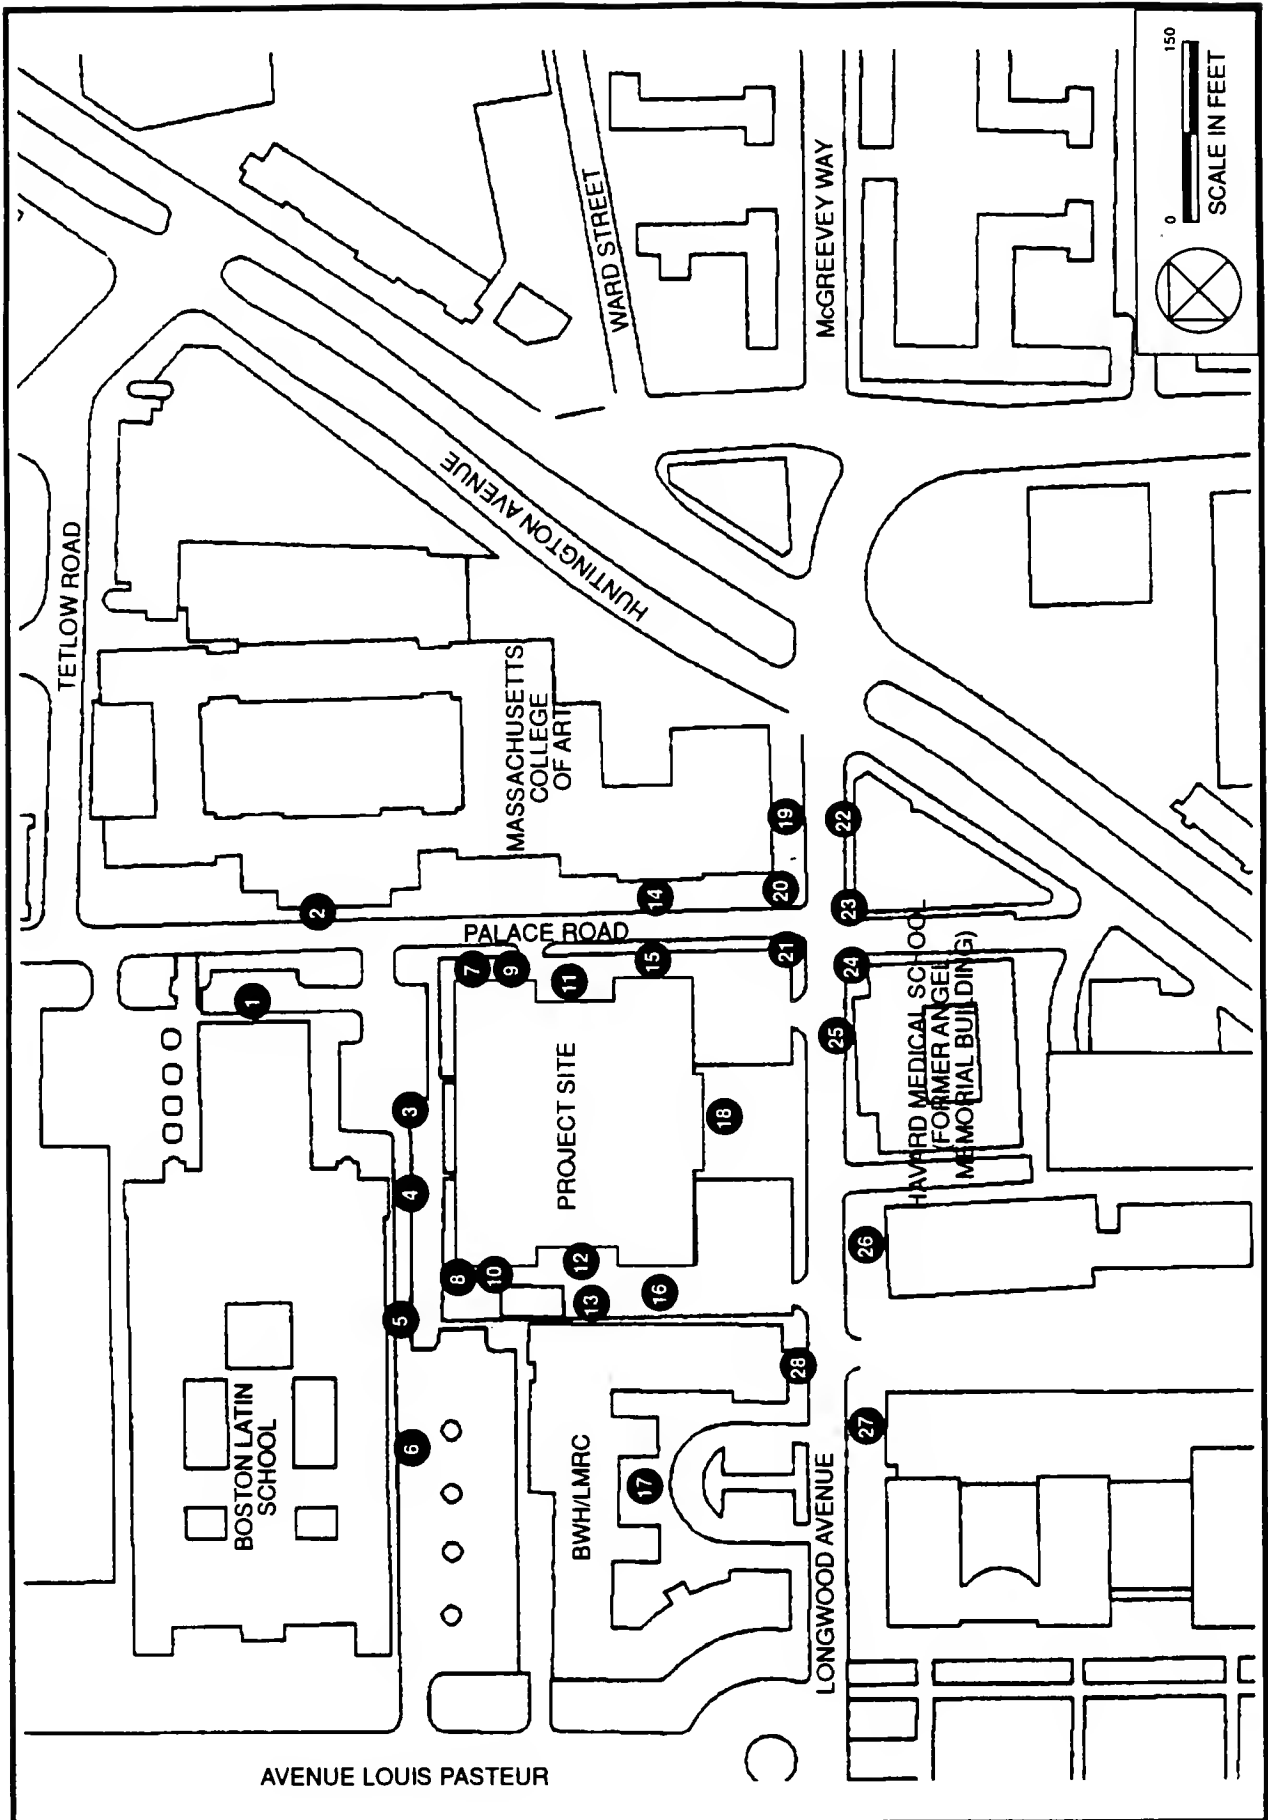 150
0
SCALE IN FEET
WARD STREET
McGREEVEY WAY
HUNTINGTON AVENUE
TETLOW ROAD
MASSACHUSETTS
COLLEGE
OF ART
19
22
2
14
20
23
PALACE ROAD
7
9
11
15
21
24
1
25
HAVARD MEDICAL SCHOOL
(FORMER ANGEL
MEMORIAL BUILDING)
3
4
PROJECT SITE
18
26
8
10
12
13
16
5
28
6
27
BOSTON LATIN
SCHOOL
BWH/LMRC
17
LONGWOOD AVENUE
AVENUE LOUIS PASTEUR